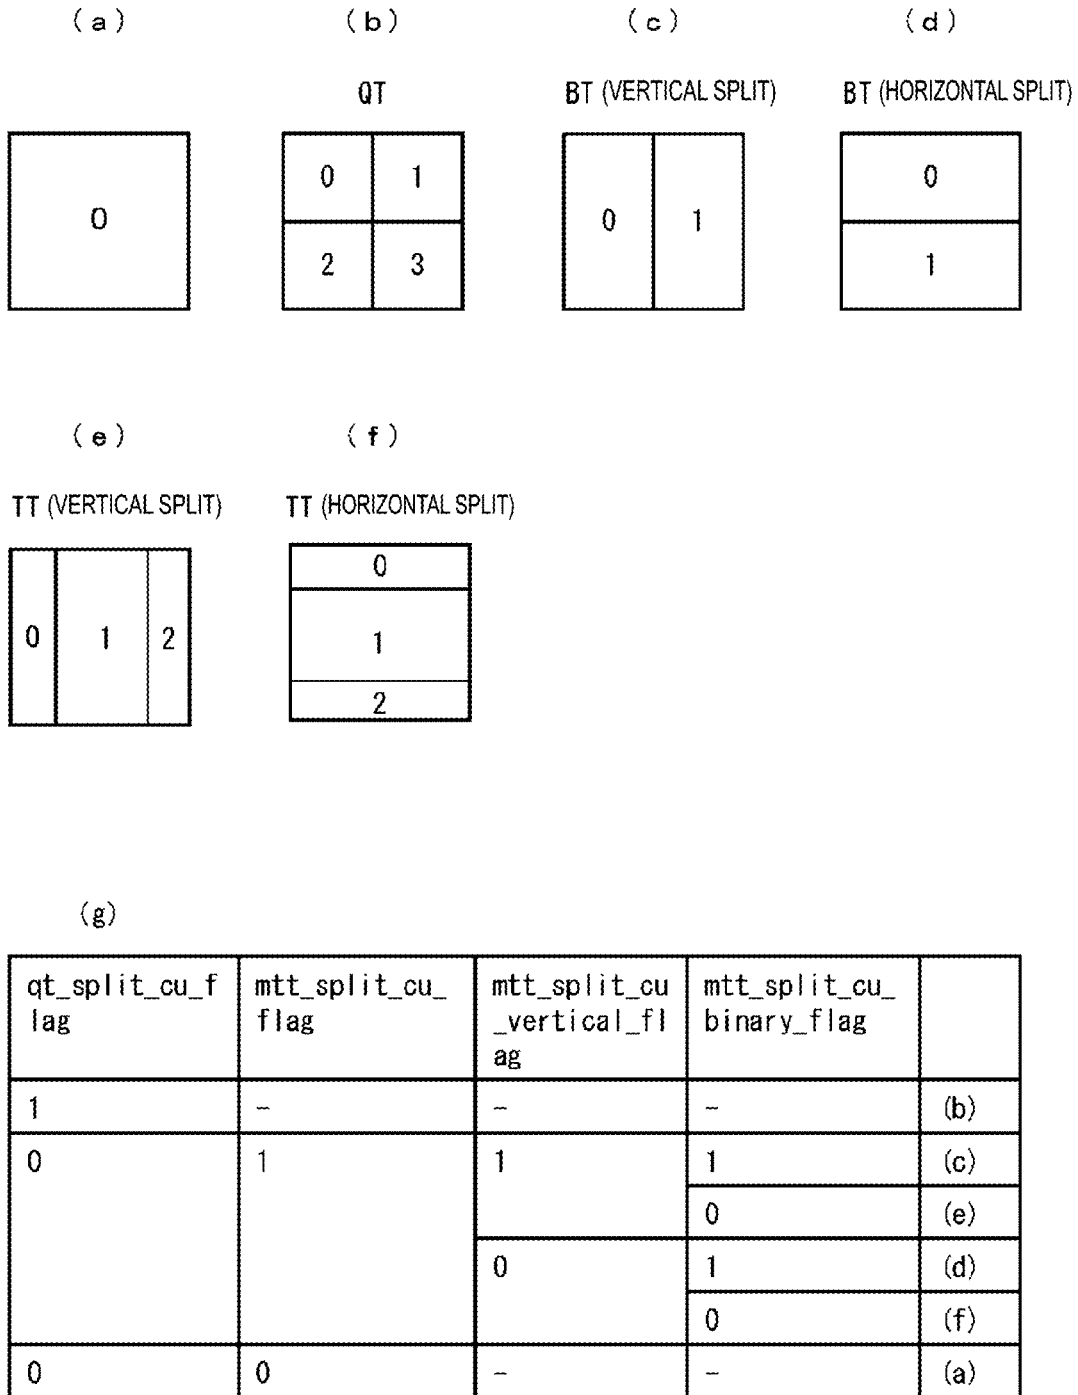 (a) (b) (c) (d)
QT BT (VERTICAL SPLIT) BT (HORIZONTAL SPLIT)
0 1 0
0 0 1
2 3 1
(e) (f)
TT (VERTICAL SPLIT) TT (HORIZONTAL SPLIT)
0
0 1 2 1
2
(g)
qt_split_cu_f mtt_split_cu_ mtt_split_cu mtt_split_cu_
lag flag _vertical_fl binary_flag
ag
1 – – – (b)
0 1 1 1 (c)
0 (e)
0 1 (d)
0 (f)
0 0 – – (a)